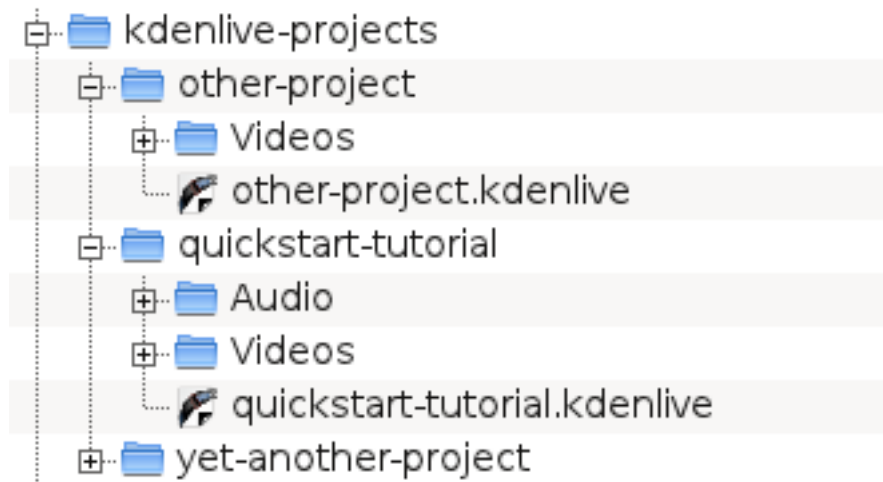 kdenlive-projects
other-project
Videos
other-project.kdenlive
quickstart-tutorial
Audio
Videos
quickstart-tutorial.kdenlive
yet-another-project